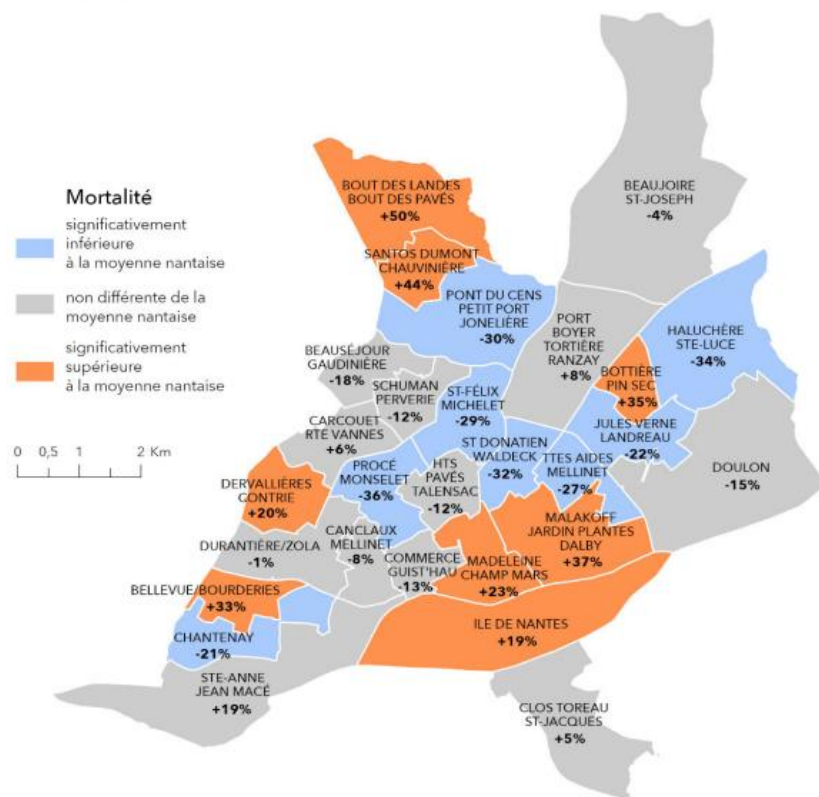 Mortalité
significativement
inférieure
à la moyenne nantaise
non différente de la
moyenne nantaise
significativement
supérieure
à la moyenne nantaise
0 0,5 1 2 Km
BOUT DES LANDES
BOUT DES PAVÉS
+50%
SANTOS DUMONT
CHAUVINIÈRE
+44%
BEAUJOIRE
ST-JOSEPH
-4%
PONT DU CENS
PETIT PORT
JONELIÈRE
-30%
PORT
BOYER
TORTIÈRE
RANZAY
+8%
HALUCHÈRE
STE-LUCE
-34%
BOTTIÈRE
PIN SEC
+35%
BEAUSÉJOUR
GAUDINIÈRE
-18%
SCHUMAN
PERVERIE
-12%
ST-FÉLIX
MICHELET
-29%
JULES VERNE
LANDREAU
-22%
CARCOUET
RTE VANNES
+6%
ST DONATIEN
WALDECK
-32%
TTES AIDES
MELLINET
-27%
DOULON
-15%
PROCÉ
MONSELET
-36%
HTS
PAVÉS
TALENSAC
-12%
DERVALLIÈRES
CONTRIE
+20%
MALAKOFF
JARDIN PLANTES
DALBY
+37%
DURANTIÈRE/ZOLA
-1%
CANCLAUX
MELLINET
-8%
COMMERCE
GUIST'HAU
-13%
MADELEINE
CHAMP MARS
+23%
BELLEVUE/BOURDERIES
+33%
ILE DE NANTES
+19%
CHANTENAY
-21%
STE-ANNE
JEAN MACÉ
+19%
CLOS TOREAU
ST-JACQUES
+5%